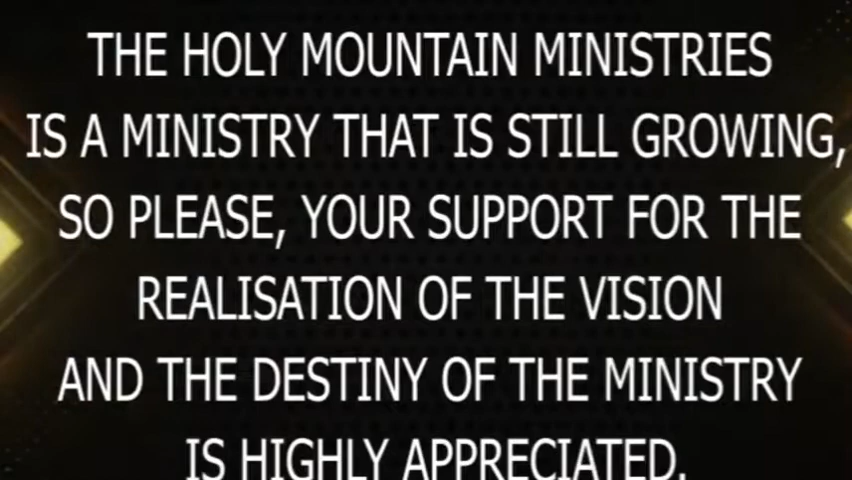 THE HOLY MOUNTAIN MINISTRIES
IS A MINISTRY THAT IS STILL GROWING,
SO PLEASE, YOUR SUPPORT FOR THE
REALISATION OF THE VISION
AND THE DESTINY OF THE MINISTRY
IS HIGHLY APPRECIATED.